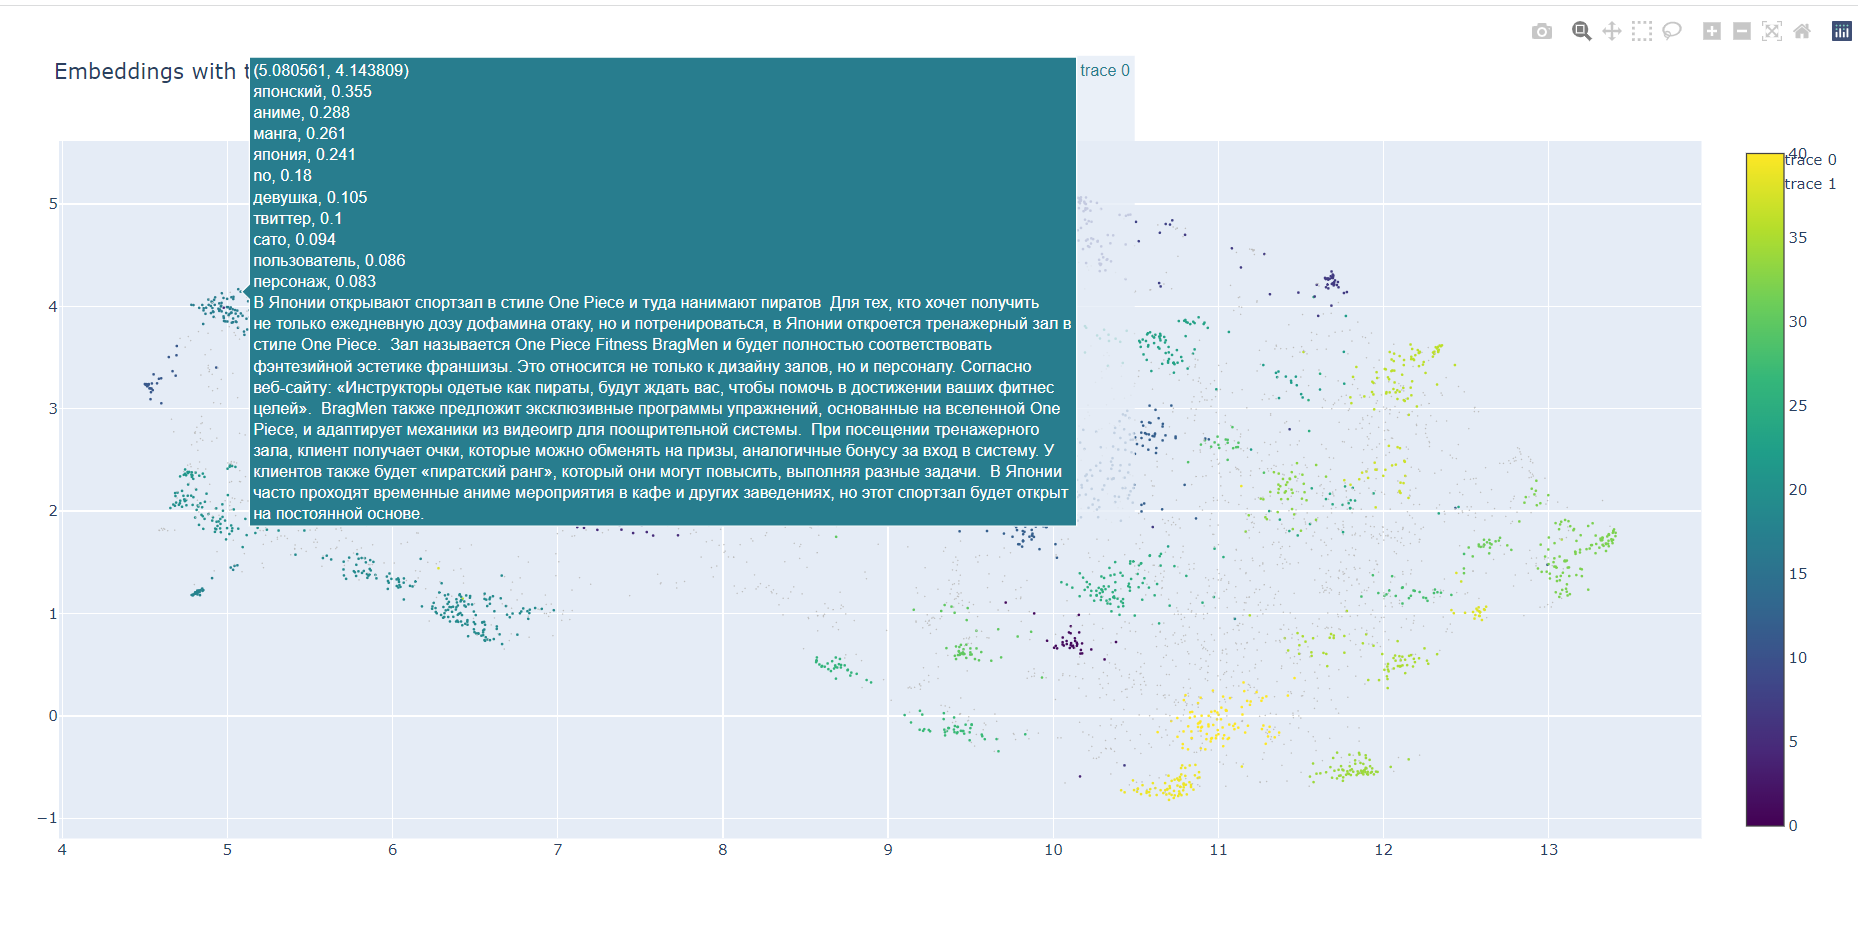 Embeddings with t
(5.080561, 4.143809)
японский, 0.355
аниме, 0.288
манга, 0.261
япония, 0.241
no, 0.18
девушка, 0.105
твиттер, 0.1
сато, 0.094
пользователь, 0.086
персонаж, 0.083
В Японии открывают спортзал в стиле One Piece и туда нанимают пиратов  Для тех, кто хочет получить
не только ежедневную дозу дофамина отаку, но и потренироваться, в Японии откроется тренажерный зал в
стиле One Piece.  Зал называется One Piece Fitness BragMen и будет полностью соответствовать
фэнтезийной эстетике франшизы. Это относится не только к дизайну залов, но и персоналу. Согласно
веб-сайту: «Инструкторы одетые как пираты, будут ждать вас, чтобы помочь в достижении ваших фитнес
целей».  BragMen также предложит эксклюзивные программы упражнений, основанные на вселенной One
Piece, и адаптирует механики из видеоигр для поощрительной системы.  При посещении тренажерного
зала, клиент получает очки, которые можно обменять на призы, аналогичные бонусу за вход в систему. У
клиентов также будет «пиратский ранг», который они могут повысить, выполняя разные задачи.  В Японии
часто проходят временные аниме мероприятия в кафе и других заведениях, но этот спортзал будет открыт
на постоянной основе.
trace 0
5
4
3
2
1
0
−1
4 5 6 7 8 9 10 11 12 13
trace 0
trace 1
40
35
30
25
20
15
10
5
0